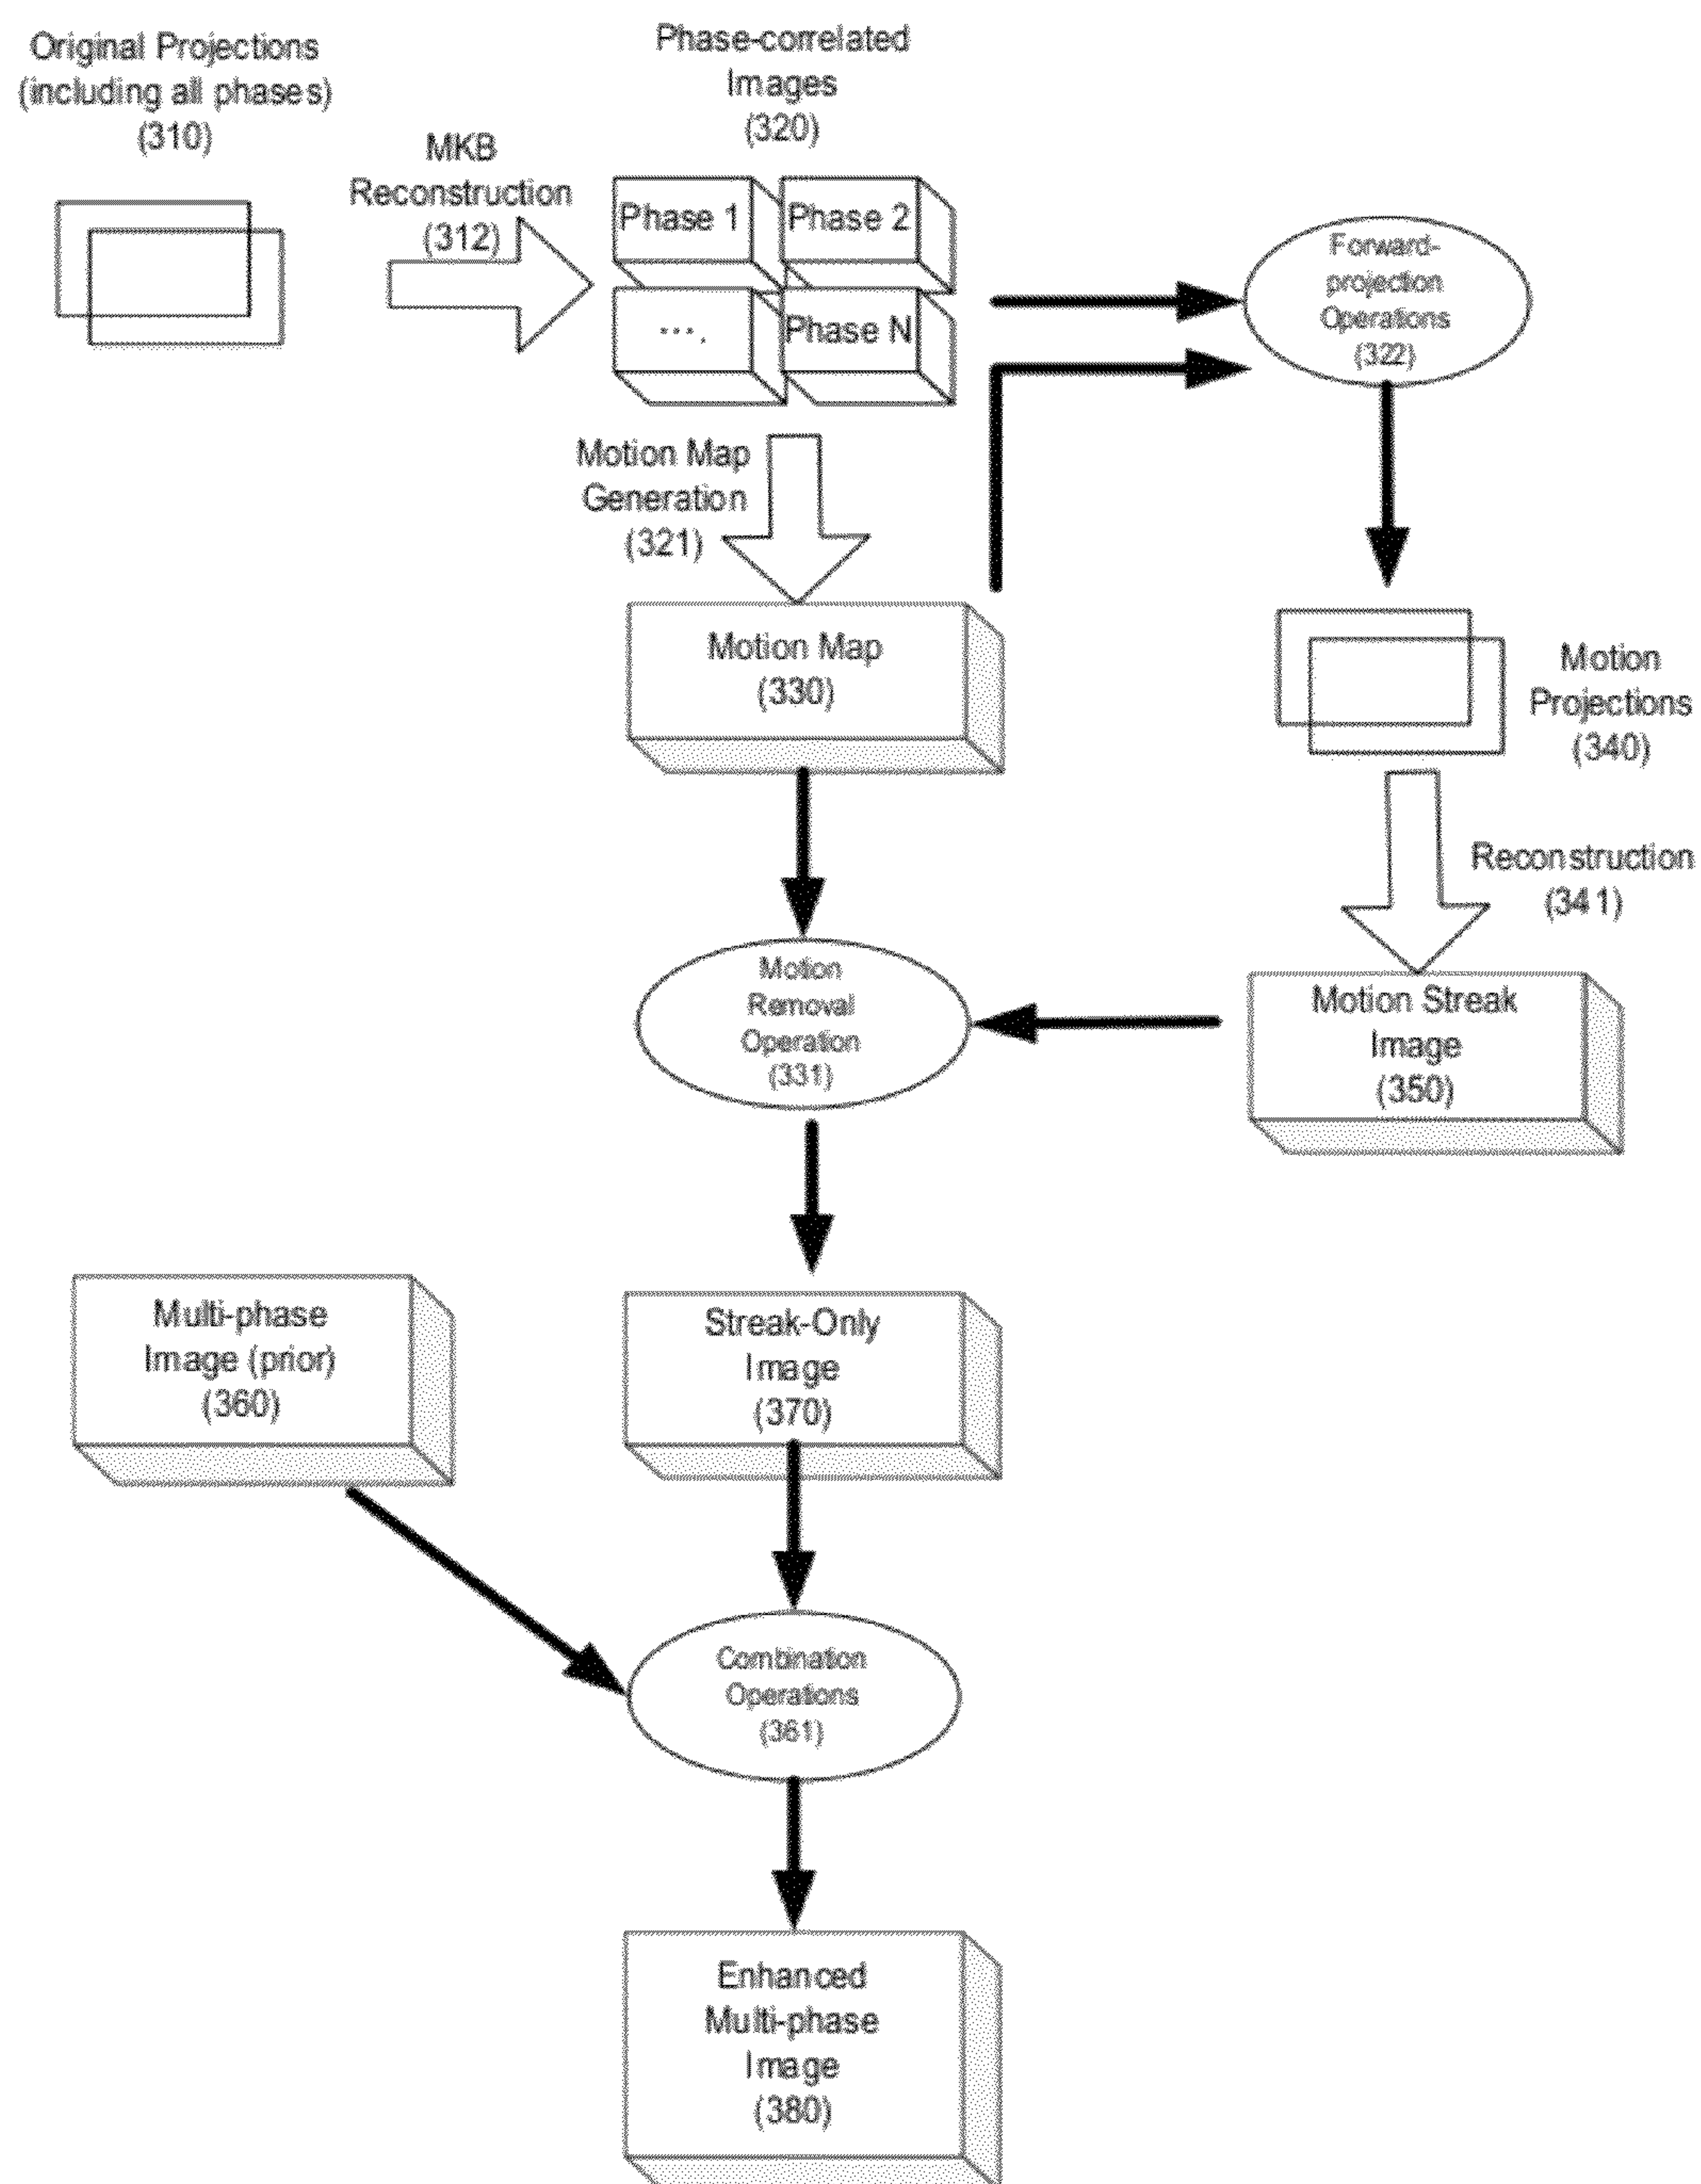 Original Projections
(including all phases)
(310)
MKB
Reconstruction
(312)
Phase-correlated
Images
(320)
Phase 1
Phase 2
....
Phase N
Forward-
projection
Operations
(322)
Motion Map
Generation
(321)
Motion Map
(330)
Motion
Projections
(340)
Reconstruction
(341)
Motion
Removal
Operation
(331)
Motion Streak
Image
(350)
Multi-phase
Image (prior)
(360)
Streak-Only
Image
(370)
Combination
Operations
(361)
Enhanced
Multi-phase
Image
(380)